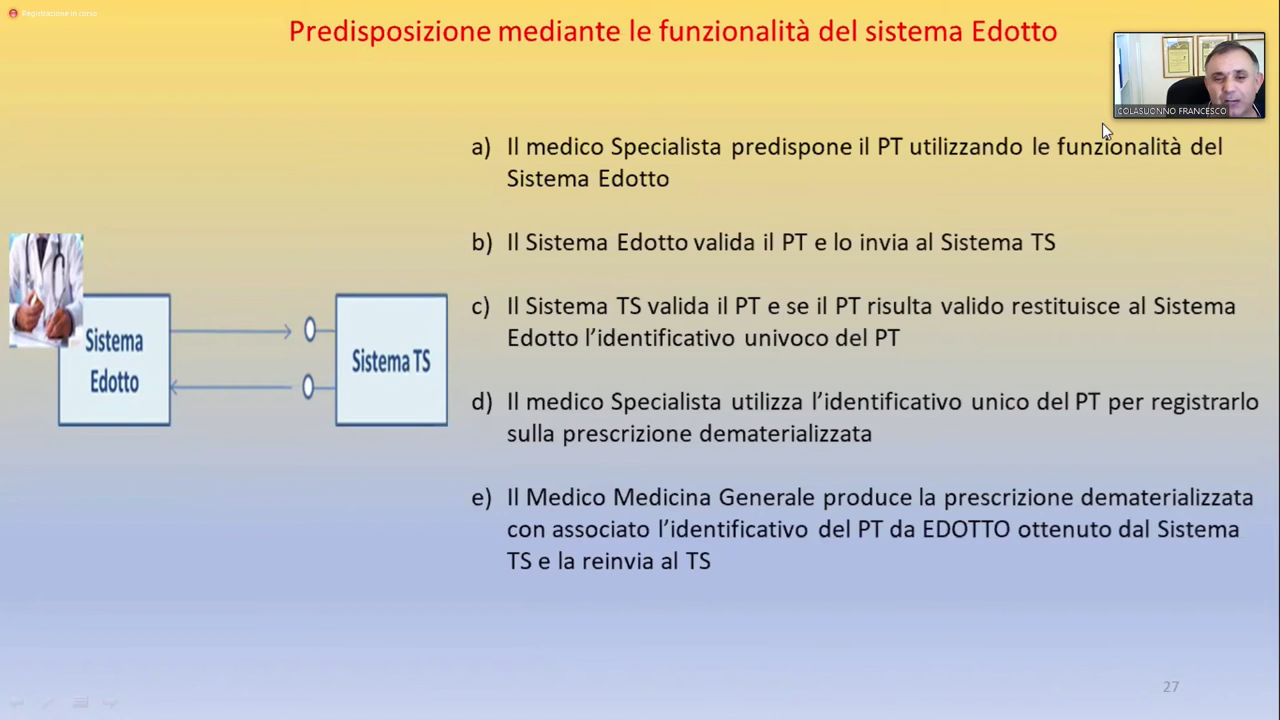 Registrazione in corso
Predisposizione mediante le funzionalità del sistema Edotto
COLASUONNO FRANCESCO
a) Il medico Specialista predispone il PT utilizzando le funzionalità del
Sistema Edotto
b) Il Sistema Edotto valida il PT e lo invia al Sistema TS
c) Il Sistema TS valida il PT e se il PT risulta valido restituisce al Sistema
Edotto l'identificativo univoco del PT
d) Il medico Specialista utilizza l'identificativo unico del PT per registrarlo
sulla prescrizione dematerializzata
e) Il Medico Medicina Generale produce la prescrizione dematerializzata
con associato l'identificativo del PT da EDOTTO ottenuto dal Sistema
TS e la reinvia al TS
Sistema
Edotto
Sistema TS
27